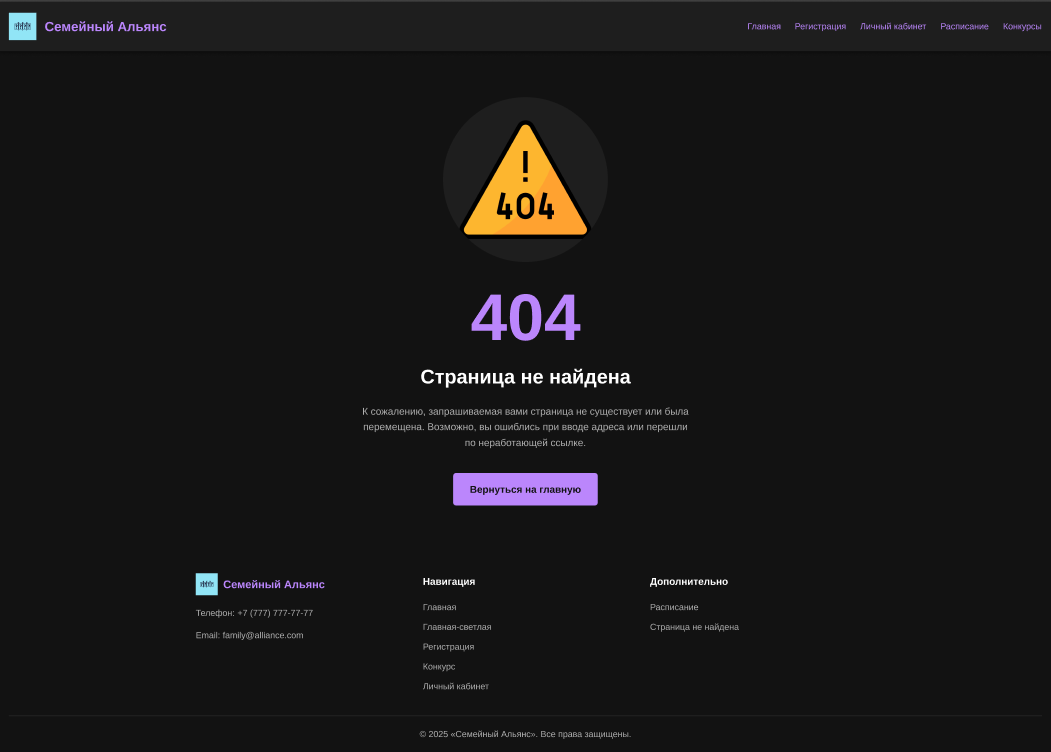 Семейный Альянс
Главная Регистрация Личный кабинет Расписание Конкурсы
!
404
404
Страница не найдена
К сожалению, запрашиваемая вами страница не существует или была
перемещена. Возможно, вы ошиблись при вводе адреса или перешли
по неработающей ссылке.
Вернуться на главную
Семейный Альянс
Телефон: +7 (777) 777-77-77
Email: family@alliance.com
Навигация
Главная
Главная-светлая
Регистрация
Конкурс
Личный кабинет
Дополнительно
Расписание
Страница не найдена
© 2025 «Семейный Альянс». Все права защищены.